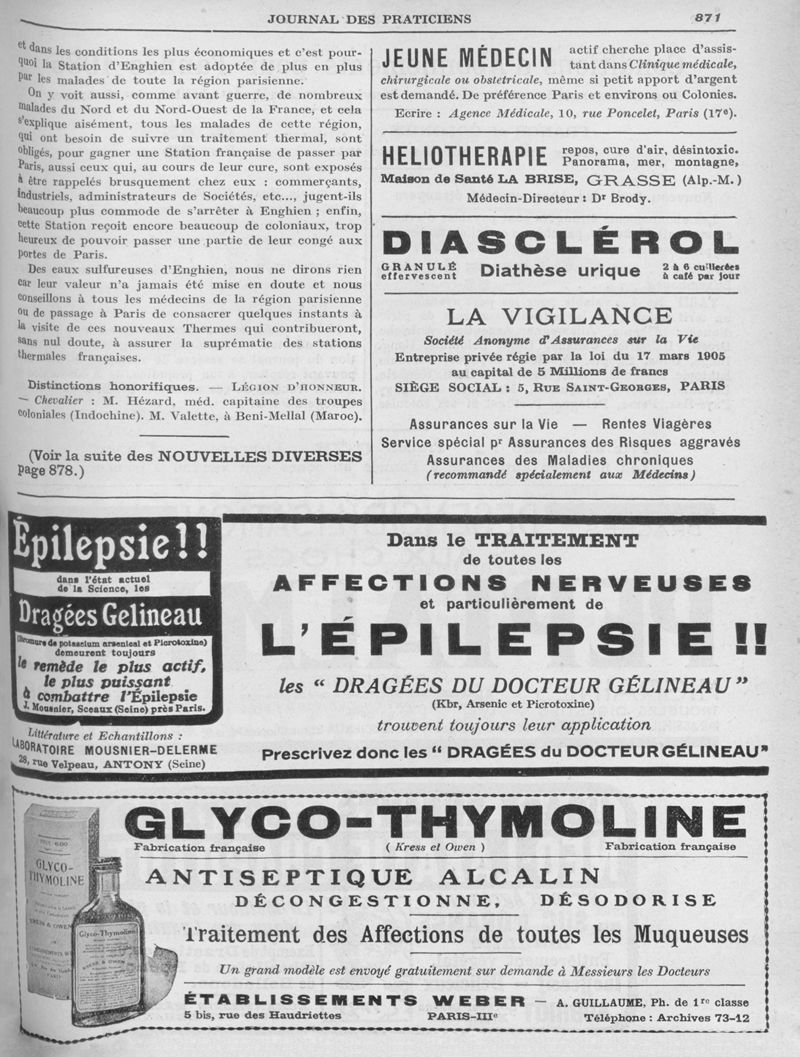 JOURNAL DES PRATICIENS 871
et dans les conditions les plus économiques et c'est pour-
quoi la Station d'Enghien est adoptée de plus en plus
par les malades de toute la région parisienne.
On y voit aussi, comme avant guerre, de nombreux
malades du Nord et du Nord-Ouest de la France, et cela
s'explique aisément, tous les malades de cette région,
qui ont besoin de suivre un traitement thermal, sont
obligés, pour gagner une Station française de passer par
Paris, aussi ceux qui, au cours de leur cure, sont exposés
à être rappelés brusquement chez eux : commerçants,
industriels, administrateurs de Sociétés, etc..., jugent-ils
beaucoup plus commode de s'arrêter à Enghien ; enfin,
cette Station reçoit encore beaucoup de coloniaux, trop
heureux de pouvoir passer une partie de leur congé aux
portes de Paris.
Des eaux sulfureuses d'Enghien, nous ne dirons rien
car leur valeur n'a jamais été mise en doute et nous
conseillons à tous les médecins de la région parisienne
ou de passage à Paris de consacrer quelques instants à
la visite de ces nouveaux Thermes qui contribueront,
sans nul doute, à assurer la suprématie des stations
thermales françaises.
Distinctions honorifiques. — LÉGION D'HONNEUR.
— Chevalier : M. Hézard, méd. capitaine des troupes
coloniales (Indochine). M. Valette, à Beni-Mellal (Maroc).
(Voir la suite des NOUVELLES DIVERSES
page 878.)
JEUNE MÉDECIN actif cherche place d'assis-
tant dans Clinique médicale,
chirurgicale ou obstetricale, même si petit apport d'argent
est demandé. De préférence Paris et environs ou Colonies.
Ecrire : Agence Médicale, 10, rue Poncelet, Paris (17e).
HELIOTHERAPIE repos, cure d'air, désintoxic.
Panorama, mer, montagne,
Maison de Santé LA BRISE, GRASSE (Alp.-M.)
Médecin-Directeur : Dr Brody.
DIASCLÉROL
GRANULÉ
effervescent
Diathèse urique
2 à 6 cuillerées
à café par jour
LA VIGILANCE
Société Anonyme d'Assurances sur la Vie
Entreprise privée régie par la loi du 17 mars 1905
au capital de 5 Millions de francs
SIÈGE SOCIAL : 5, RUE SAINT-GEORGES, PARIS
Assurances sur la Vie — Rentes Viagères
Service spécial pr Assurances des Risques aggravés
Assurances des Maladies chroniques
(recommandé spécialement aux Médecins)
Épilepsie!!
dans l'état actuel
de la Science, les
Dragées Gelineau
(Bromure de potassium arsenical et Picrotoxine)
demeurent toujours
le remède le plus actif,
le plus puissant
à combattre l'Épilepsie
J. Mousnier, Sceaux (Seine) près Paris.
Littérature et Echantillons :
LABORATOIRE MOUSNIER-DELERME
28, rue Velpeau, ANTONY (Seine)
Dans le TRAITEMENT
de toutes les
AFFECTIONS NERVEUSES
et particulièrement de
L'ÉPILEPSIE !!
les “ DRAGÉES DU DOCTEUR GÉLINEAU ”
(Kbr, Arsenic et Picrotoxine)
trouvent toujours leur application
Prescrivez donc les “ DRAGÉES du DOCTEUR GÉLINEAU ”
GLYCO-THYMOLINE
Fabrication française ( Kress et Owen ) Fabrication française
GLYCO-
THYMOLINE
Glyco-Thymoline
ANTISEPTIQUE ALCALIN
DÉCONGESTIONNE, DÉSODORISE
Traitement des Affections de toutes les Muqueuses
Un grand modèle est envoyé gratuitement sur demande à Messieurs les Docteurs
ÉTABLISSEMENTS WEBER — A. GUILLAUME, Ph. de 1re classe
5 bis, rue des Haudriettes PARIS-IIIe Téléphone : Archives 73-12